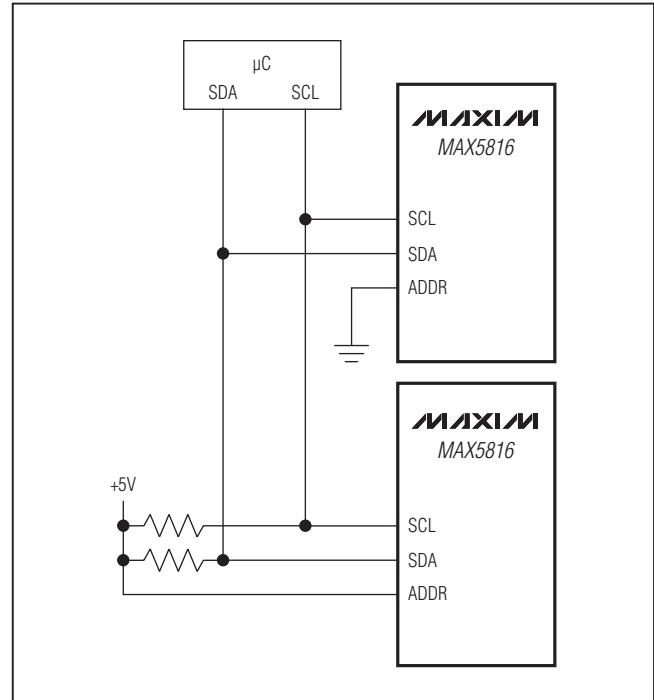 µC
SDA SCL
MAXIM
MAX5816
SCL
SDA
ADDR
MAXIM
MAX5816
+5V
SCL
SDA
ADDR